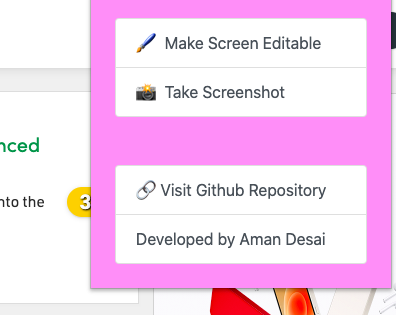 Make Screen Editable
Take Screenshot
nced
nto the
3
Visit Github Repository
Developed by Aman Desai